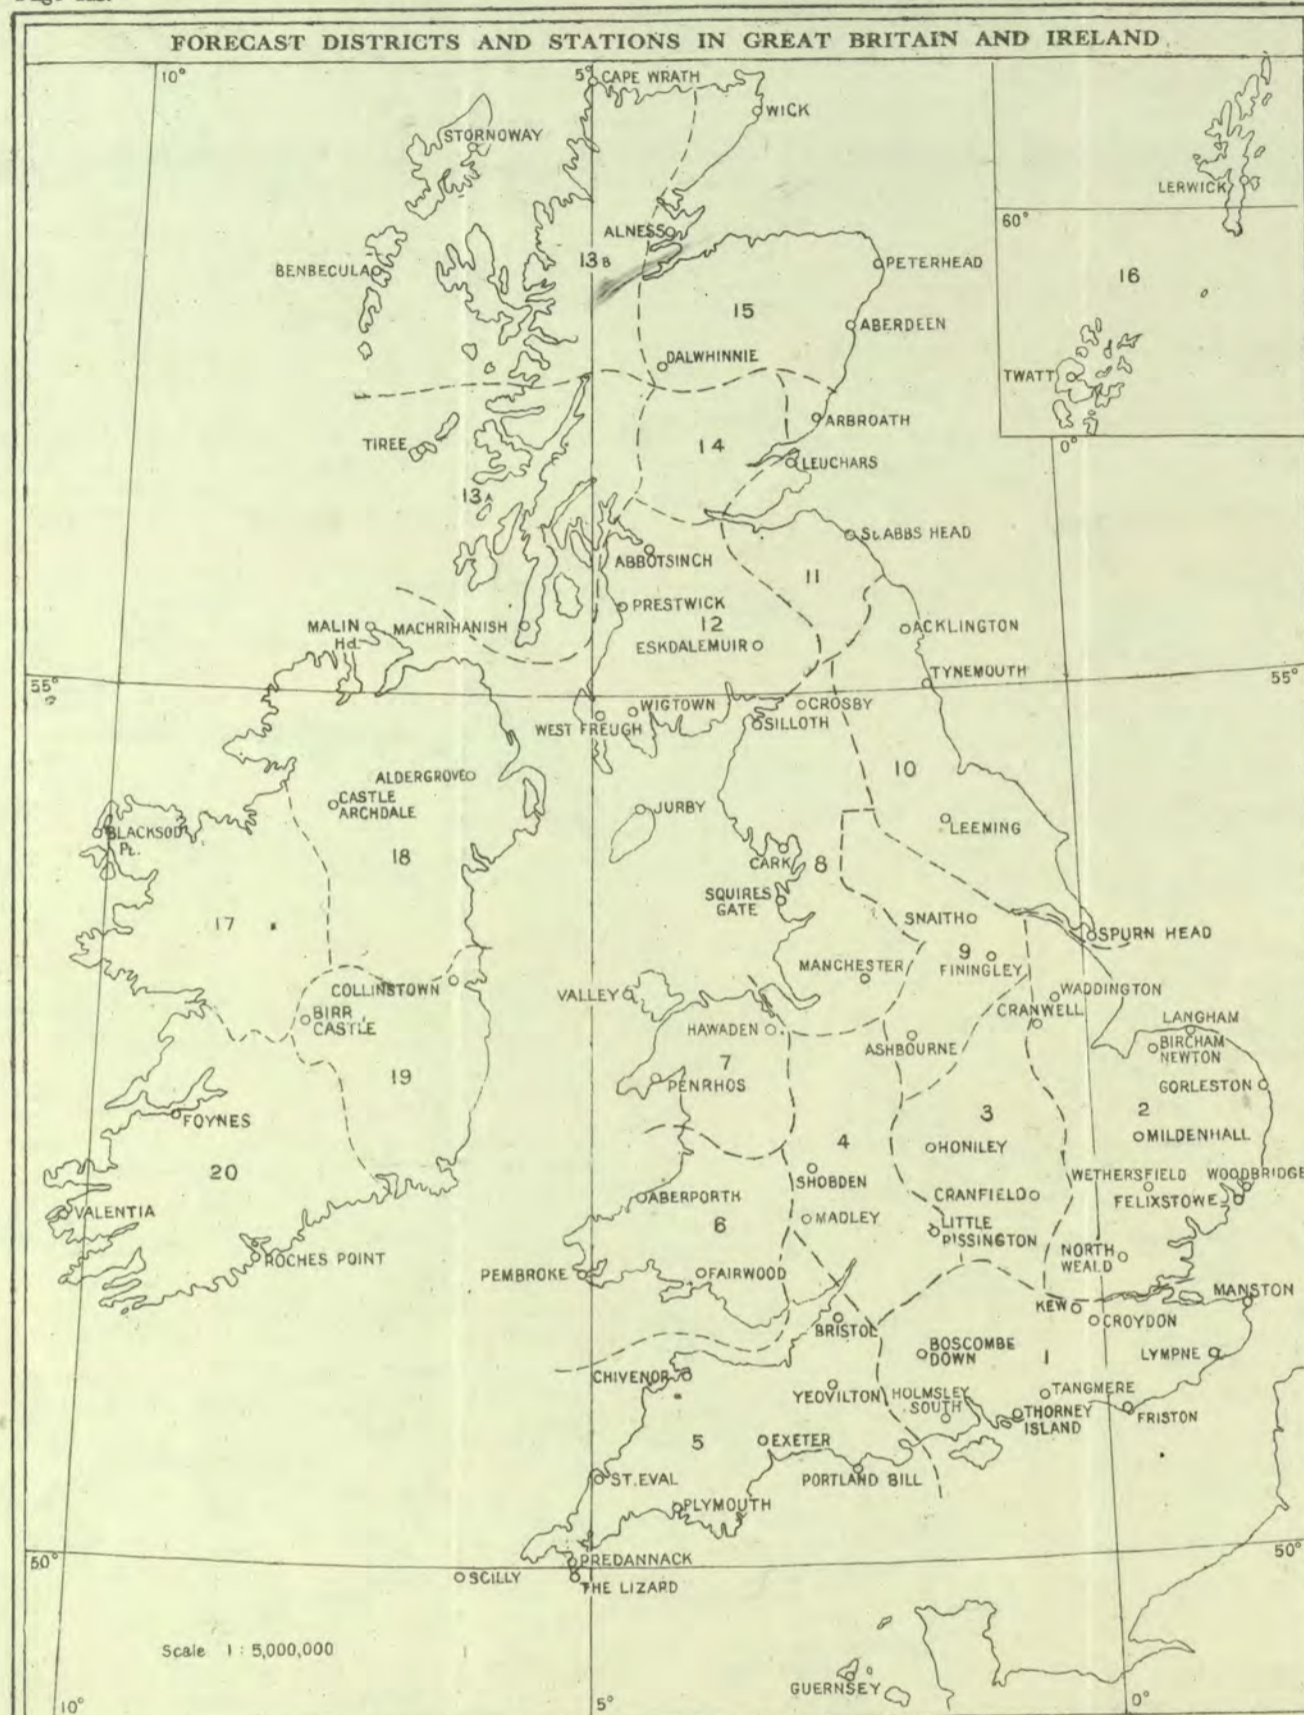 FORECAST DISTRICTS AND STATIONS IN GREAT BRITAIN AND IRELAND
10°
5°
CAPE WRATH
WICK
STORNOWAY
LERWICK
60°
ALNESS
BENBECULA
13B
PETERHEAD
16
15
ABERDEEN
DALWHINNIE
TWATT
ARBROATH
0°
TIREE
14
LEUCHARS
13A
St. ABBS HEAD
ABBOTSINCH
11
PRESTWICK
MALIN
Hd.
MACHRIHANISH
12
ACKLINGTON
ESKDALEMUIR
TYNEMOUTH
55°
55°
WIGTOWN
CROSBY
WEST FREUGH
SILLOTH
10
ALDERGROVE
CASTLE
ARCHDALE
JURBY
BLACKSOD
Pt.
LEEMING
18
CARK
8
SQUIRES
GATE
SNAITH
17
SPURN HEAD
9
MANCHESTER
FININGLEY
COLLINSTOWN
VALLEY
WADDINGTON
BIRR
CASTLE
CRANWELL
LANGHAM
HAWADEN
ASHBOURNE
BIRCHAM
NEWTON
7
19
PENRHOS
GORLESTON
FOYNES
3
2
4
HONILEY
MILDENHALL
20
SHOBDEN
WETHERSFIELD
WOODBRIDGE
ABERPORTH
CRANFIELD
FELIXSTOWE
VALENTIA
6
MADLEY
LITTLE
PISSINGTON
ROCHES POINT
NORTH
WEALD
PEMBROKE
FAIRWOOD
MANSTON
KEW
CROYDON
BRISTOL
BOSCOMBE
DOWN
1
LYMPNE
CHIVENOR
YEOVILTON
HOLMSLEY
SOUTH
TANGMERE
THORNEY
ISLAND
FRISTON
5
EXETER
ST. EVAL
PORTLAND BILL
PLYMOUTH
50°
50°
PREDANNACK
SCILLY
THE LIZARD
Scale 1 : 5,000,000
GUERNSEY
10°
5°
0°